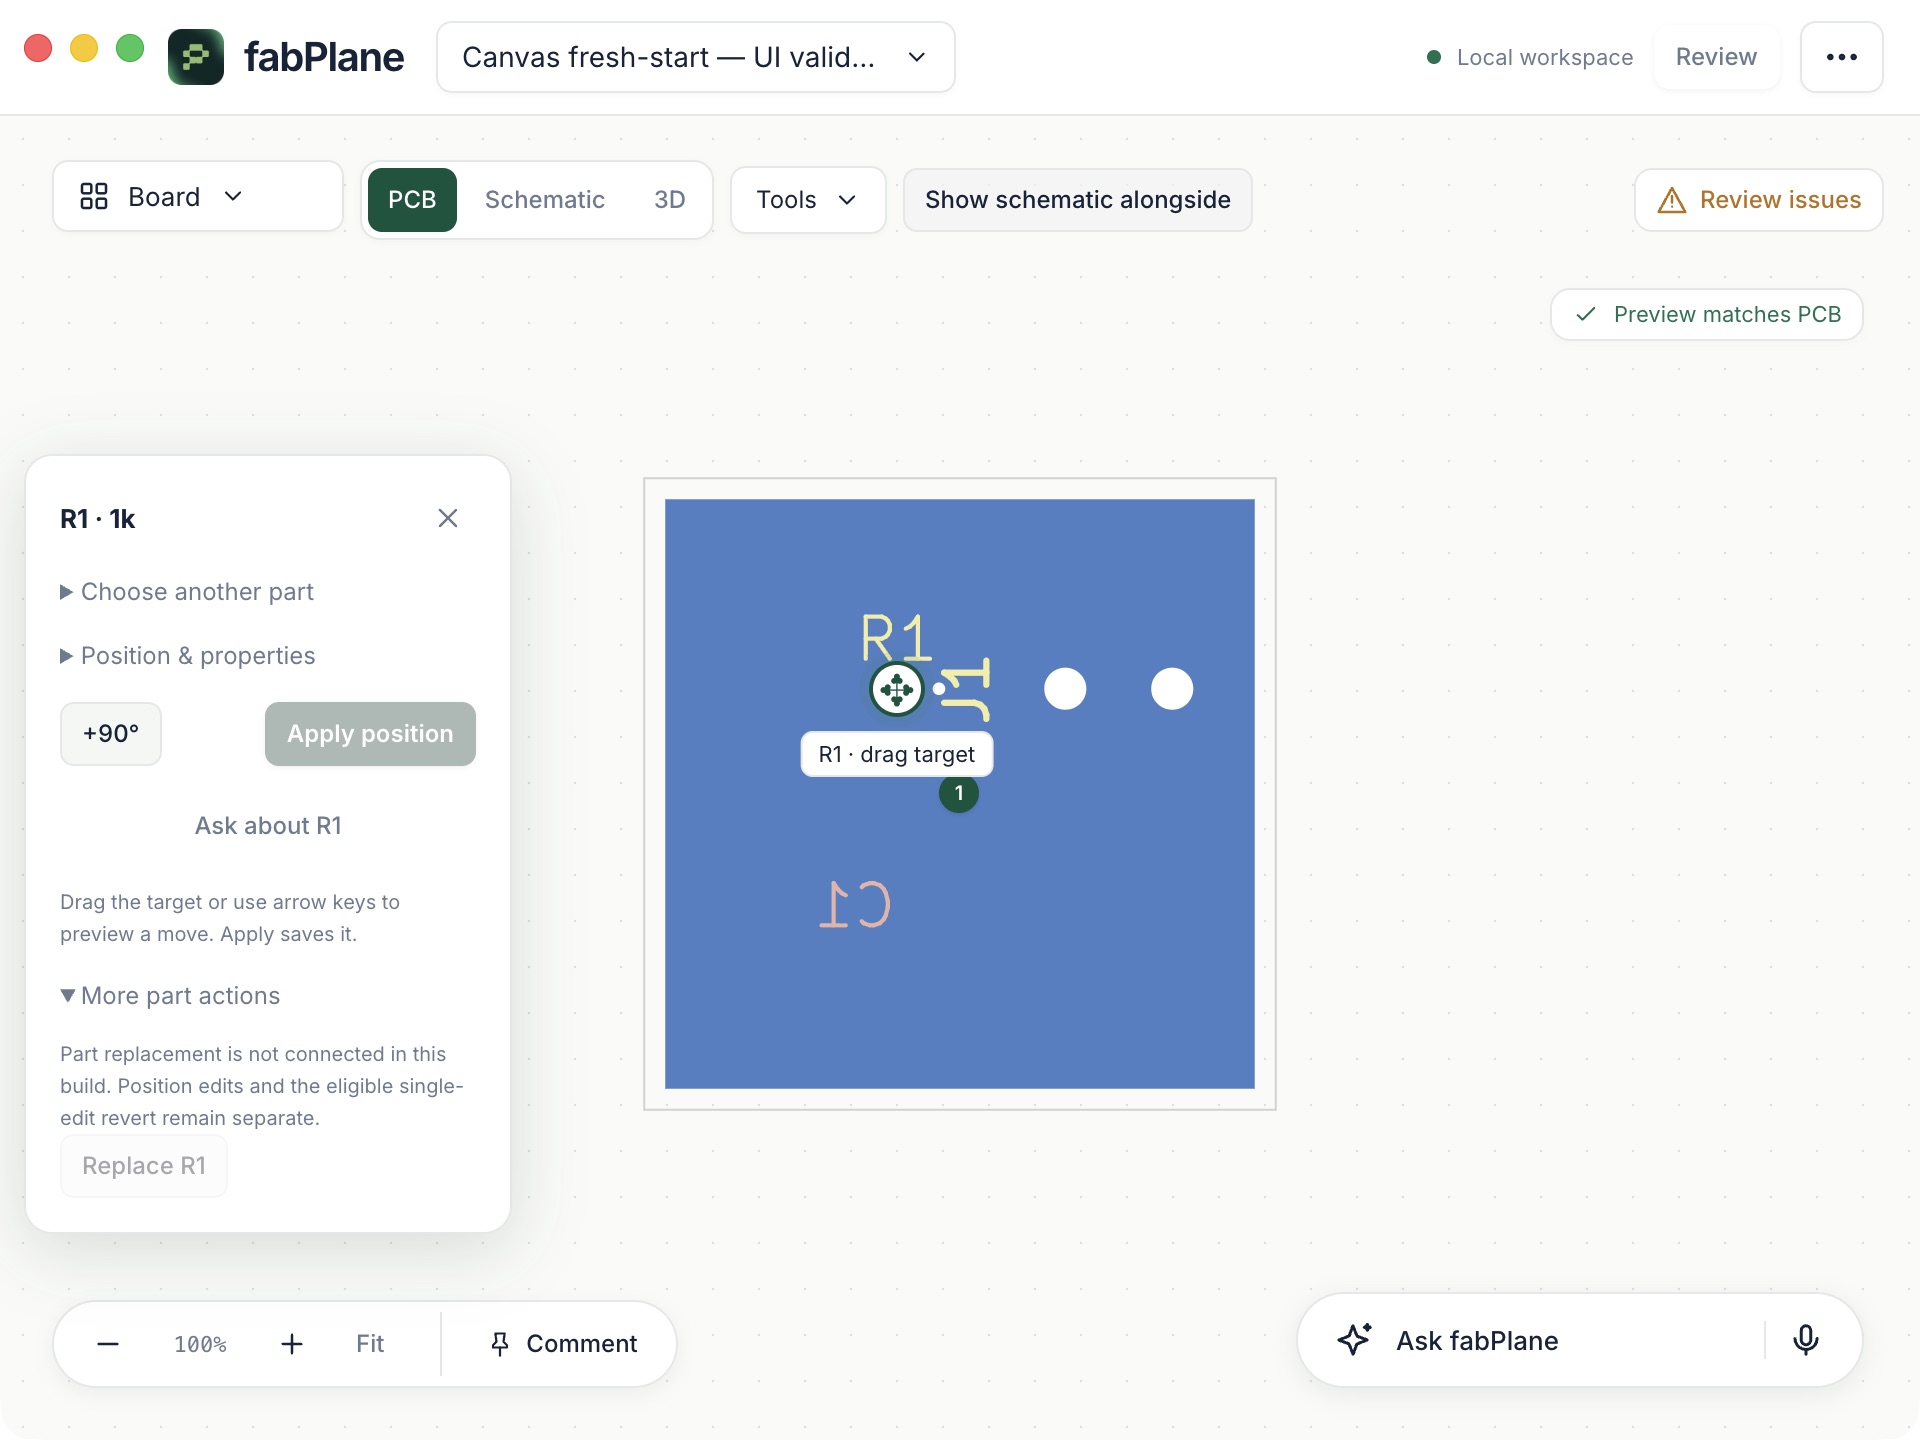 fabPlane
Canvas fresh-start — UI valid...
Local workspace
Review
Board
PCB
Schematic
3D
Tools
Show schematic alongside
Review issues
Preview matches PCB
R1 · 1k
Choose another part
Position & properties
+90°
Apply position
Ask about R1
Drag the target or use arrow keys to
preview a move. Apply saves it.
More part actions
Part replacement is not connected in this
build. Position edits and the eligible single-
edit revert remain separate.
Replace R1
R1
J1
R1 · drag target
1
C1
100%
Fit
Comment
Ask fabPlane